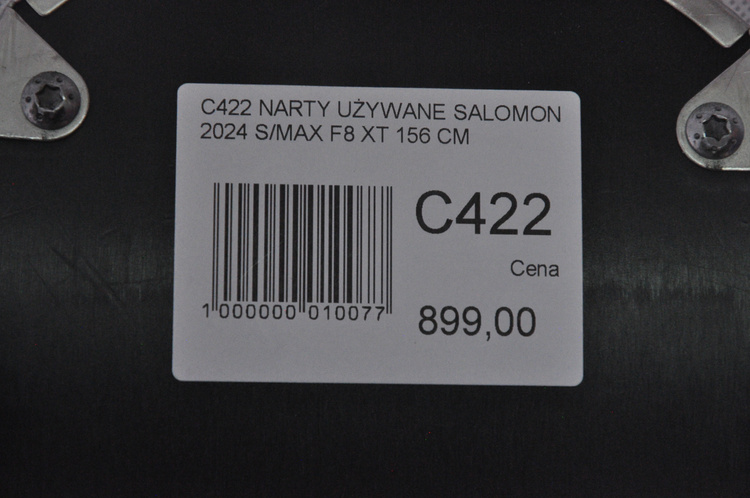 C422 NARTY UŻYWANE SALOMON
2024 S/MAX F8 XT 156 CM
C422
Cena
1 000000 010077
899,00